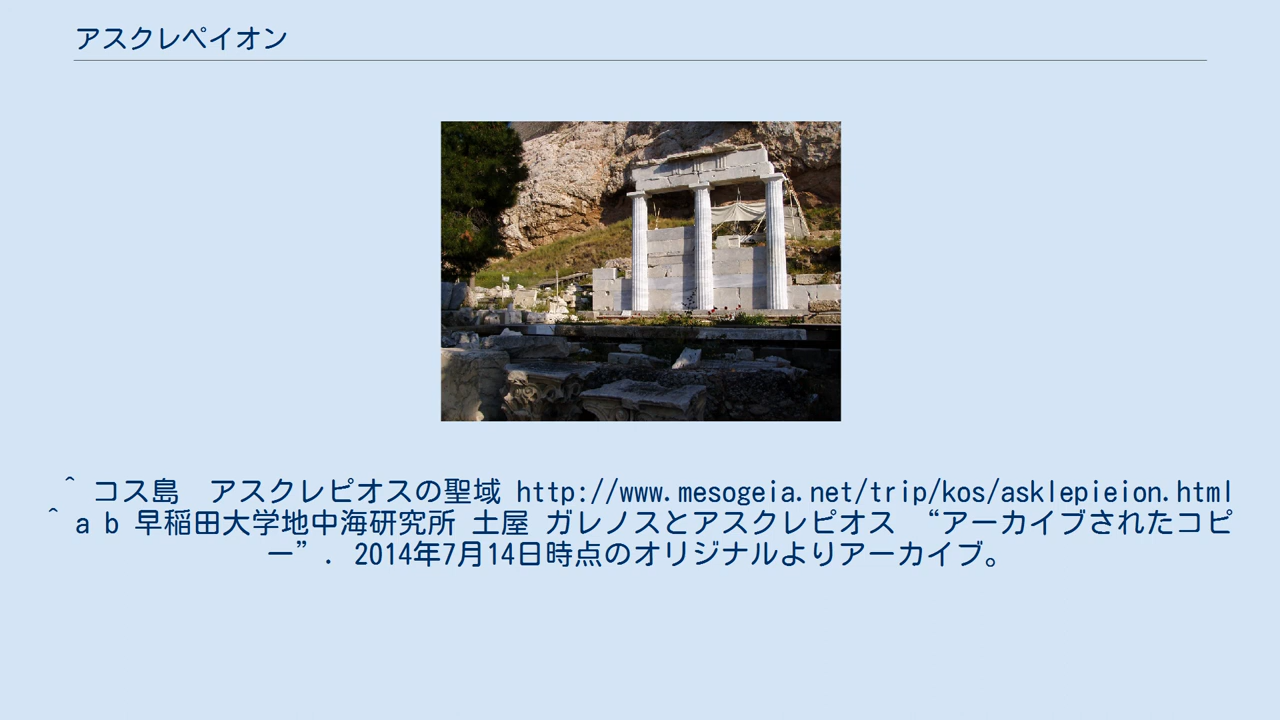 アスクレペイオン
^ コス島　アスクレピオスの聖域 http://www.mesogeia.net/trip/kos/asklepieion.html
^ a b 早稲田大学地中海研究所 土屋 ガレノスとアスクレピオス　“アーカイブされたコピ
ー”. 2014年7月14日時点のオリジナルよりアーカイブ。